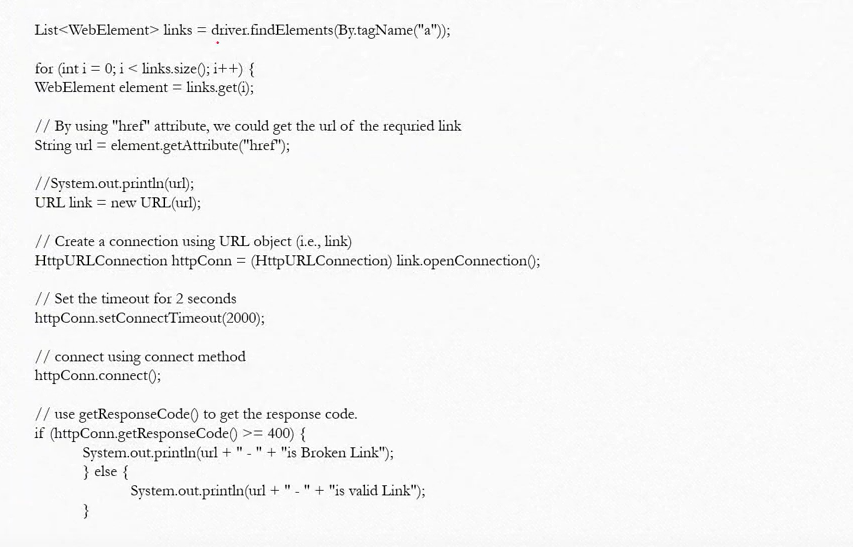 List<WebElement> links = driver.findElements(By.tagName("a"));
for (int i = 0; i < links.size(); i++) {
WebElement element = links.get(i);
// By using "href" attribute, we could get the url of the requried link
String url = element.getAttribute("href");
//System.out.println(url);
URL link = new URL(url);
// Create a connection using URL object (i.e., link)
HttpURLConnection httpConn = (HttpURLConnection) link.openConnection();
// Set the timeout for 2 seconds
httpConn.setConnectTimeout(2000);
// connect using connect method
httpConn.connect();
// use getResponseCode() to get the response code.
if (httpConn.getResponseCode() >= 400) {
System.out.println(url + " - " + "is Broken Link");
} else {
System.out.println(url + " - " + "is valid Link");
}